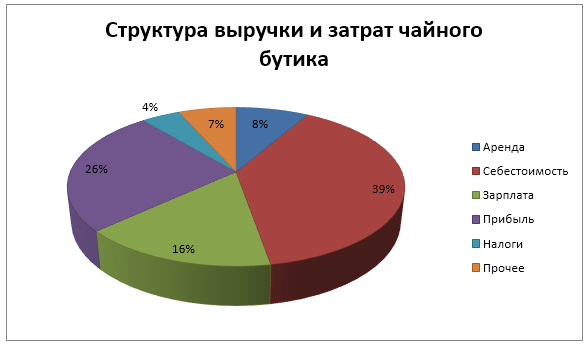 Структура выручки и затрат чайного
бутика
4%
7%
8%
26%
39%
16%
Аренда
Себестоимость
Зарплата
Прибыль
Налоги
Прочее